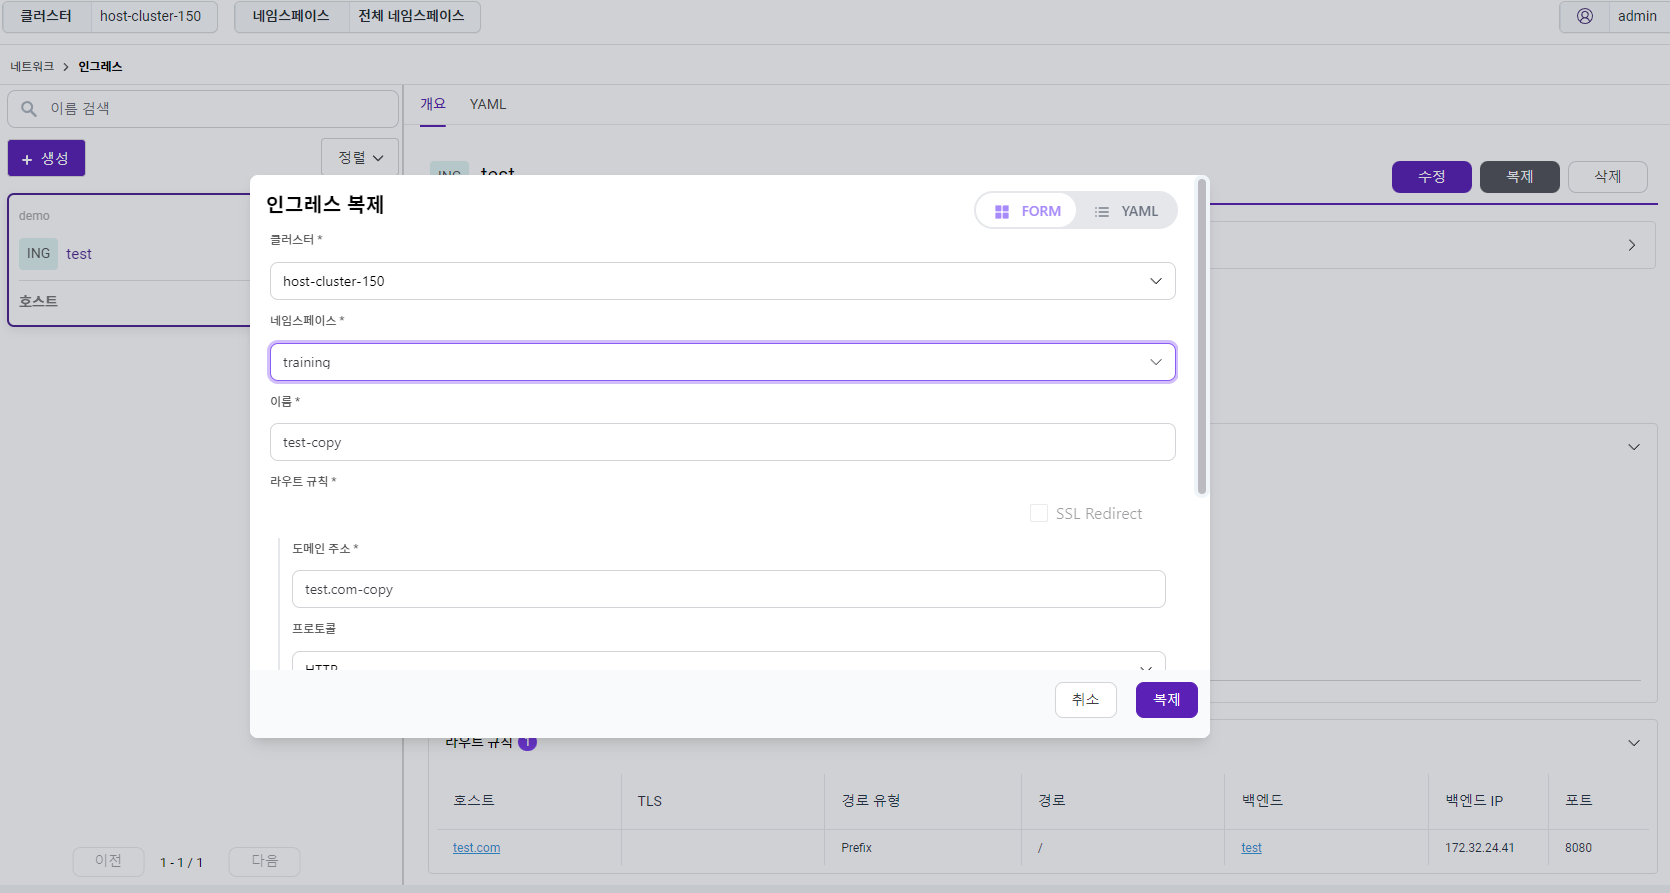 클러스터 host-cluster-150 네임스페이스 전체 네임스페이스 admin
네트워크 > 인그레스
이름 검색
+ 생성 정렬
demo
ING test
호스트
이전 1 - 1 / 1 다음
개요 YAML
ING test
수정 복제 삭제
인그레스 복제
FORM YAML
클러스터 *
host-cluster-150
네임스페이스 *
training
이름 *
test-copy
라우트 규칙 *
SSL Redirect
도메인 주소 *
test.com-copy
프로토콜
HTTP
취소 복제
라우트 규칙 1
호스트 TLS 경로 유형 경로 백엔드 백엔드 IP 포트
test.com Prefix / test 172.32.24.41 8080